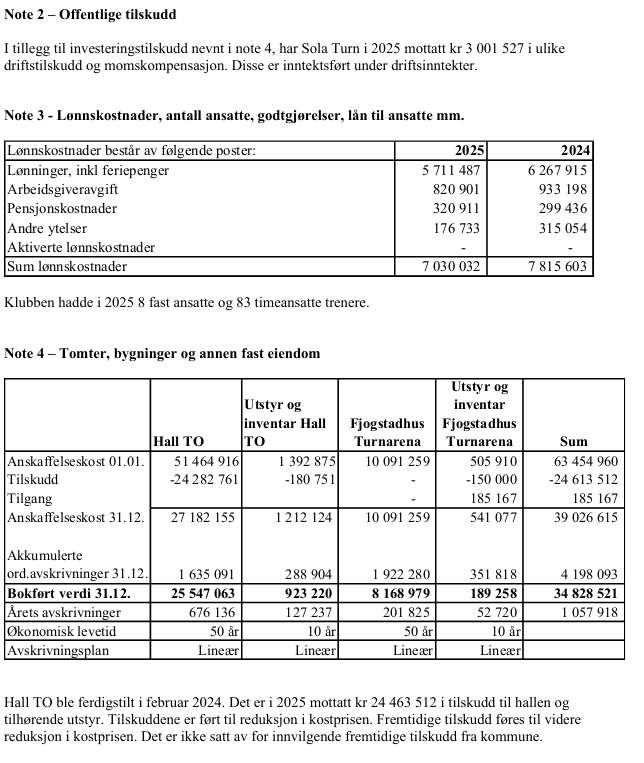 Note 2 – Offentlige tilskudd
I tillegg til investeringstilskudd nevnt i note 4, har Sola Turn i 2025 mottatt kr 3 001 527 i ulike
driftstilskudd og momskompensasjon. Disse er inntektsført under driftsinntekter.
Note 3 - Lønnskostnader, antall ansatte, godtgjørelser, lån til ansatte mm.
Lønnskostnader består av følgende poster: 2025 2024
Lønninger, inkl feriepenger 5 711 487 6 267 915
Arbeidsgiveravgift 820 901 933 198
Pensjonskostnader 320 911 299 436
Andre ytelser 176 733 315 054
Aktiverte lønnskostnader - -
Sum lønnskostnader 7 030 032 7 815 603
Klubben hadde i 2025 8 fast ansatte og 83 timeansatte trenere.
Note 4 – Tomter, bygninger og annen fast eiendom
Utstyr og
Utstyr og inventar
inventar Hall Fjogstadhus Fjogstadhus
Hall TO TO Turnarena Turnarena Sum
Anskaffelseskost 01.01. 51 464 916 1 392 875 10 091 259 505 910 63 454 960
Tilskudd -24 282 761 -180 751 - -150 000 -24 613 512
Tilgang - 185 167 185 167
Anskaffelseskost 31.12. 27 182 155 1 212 124 10 091 259 541 077 39 026 615
Akkumulerte
ord.avskrivninger 31.12. 1 635 091 288 904 1 922 280 351 818 4 198 093
Bokført verdi 31.12. 25 547 063 923 220 8 168 979 189 258 34 828 521
Årets avskrivninger 676 136 127 237 201 825 52 720 1 057 918
Økonomisk levetid 50 år 10 år 50 år 10 år
Avskrivningsplan Lineær Lineær Lineær Lineær
Hall TO ble ferdigstilt i februar 2024. Det er i 2025 mottatt kr 24 463 512 i tilskudd til hallen og
tilhørende utstyr. Tilskuddene er ført til reduksjon i kostprisen. Fremtidige tilskudd føres til videre
reduksjon i kostprisen. Det er ikke satt av for innvilgende fremtidige tilskudd fra kommune.